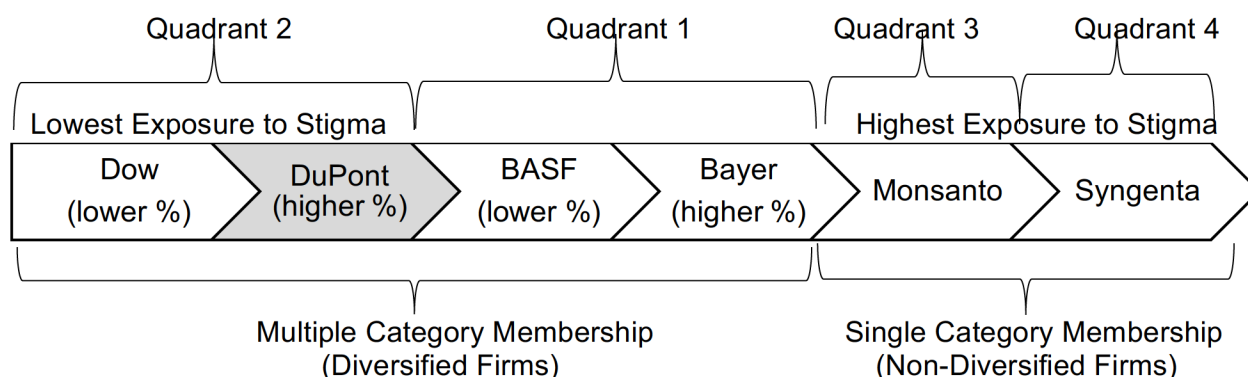 Quadrant 2 Quadrant 1 Quadrant 3 Quadrant 4
Lowest Exposure to Stigma Highest Exposure to Stigma
Dow DuPont BASF Bayer Monsanto Syngenta
(lower %) (higher %) (lower %) (higher %)
Multiple Category Membership Single Category Membership
(Diversified Firms) (Non-Diversified Firms)